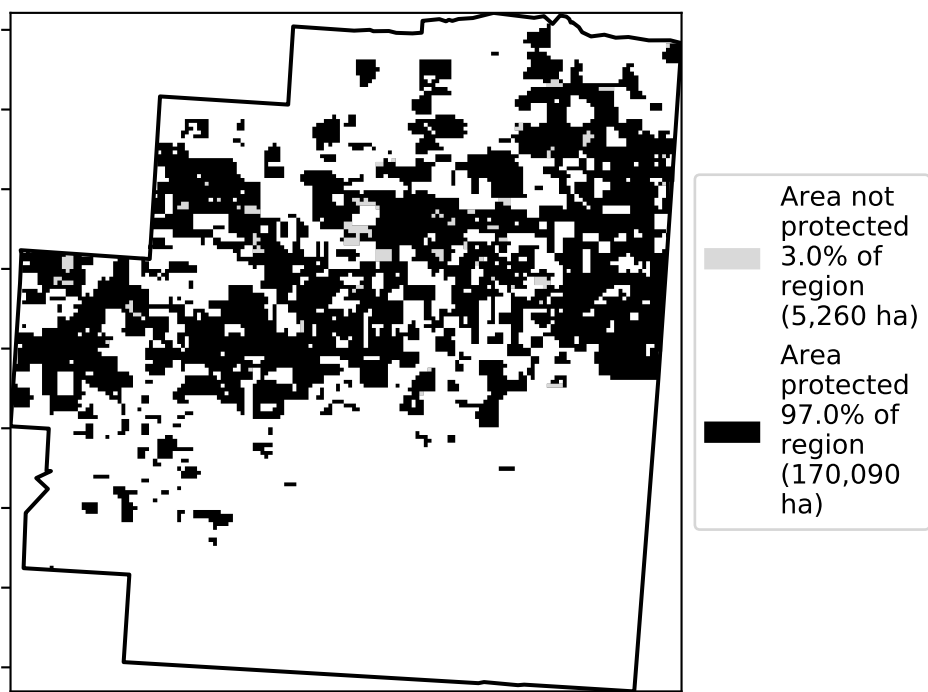 Area not
protected
3.0% of
region
(5,260 ha)
Area
protected
97.0% of
region
(170,090
ha)